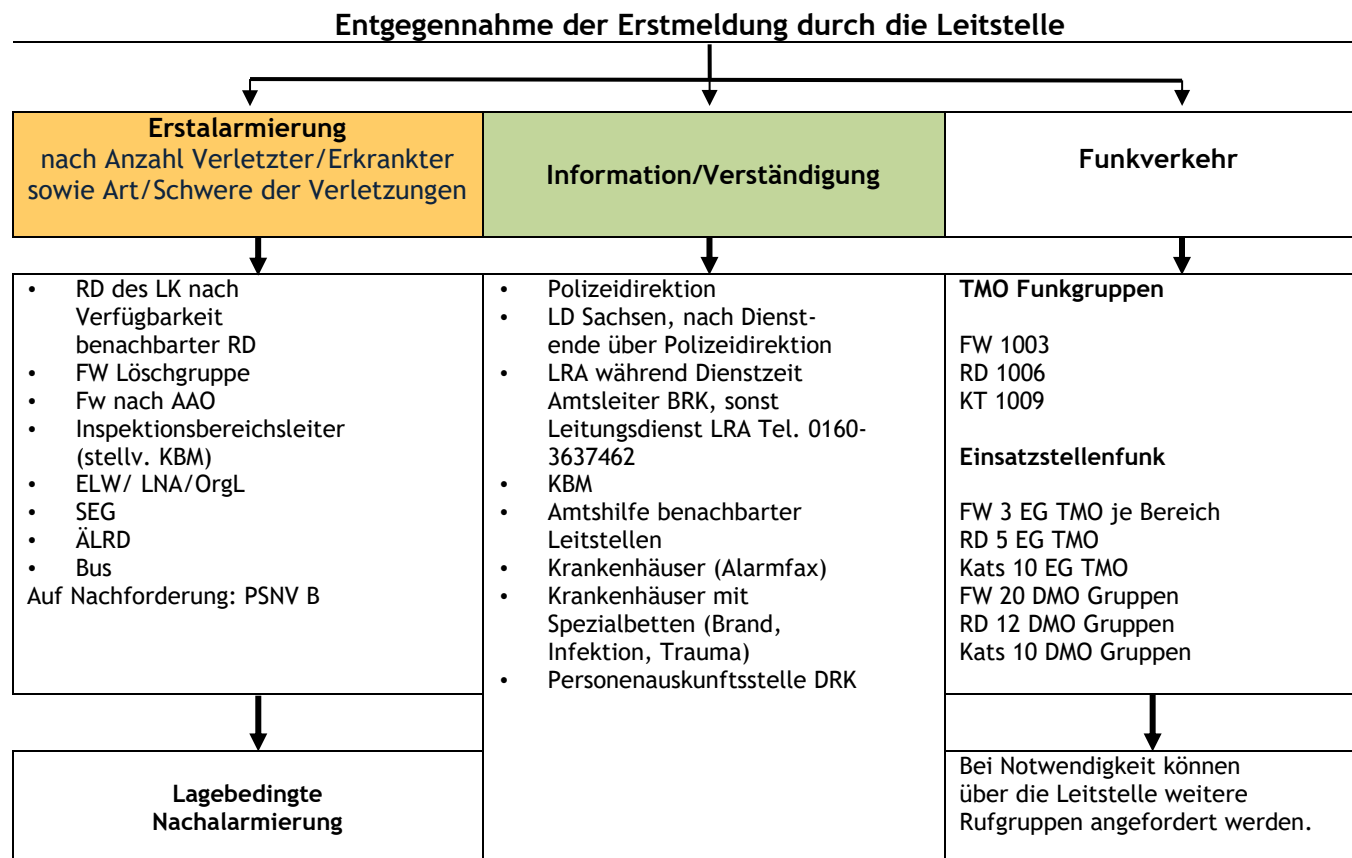 Entgegennahme der Erstmeldung durch die Leitstelle
Erstalarmierung
nach Anzahl Verletzter/Erkrankter
sowie Art/Schwere der Verletzungen
Information/Verständigung
Funkverkehr
• RD des LK nach
Verfügbarkeit
benachbarter RD
• FW Löschgruppe
• Fw nach AAO
• Inspektionsbereichsleiter
(stellv. KBM)
• ELW/ LNA/OrgL
• SEG
• ÄLRD
• Bus
Auf Nachforderung: PSNV B
• Polizeidirektion
• LD Sachsen, nach Dienst-
ende über Polizeidirektion
• LRA während Dienstzeit
Amtsleiter BRK, sonst
Leitungsdienst LRA Tel. 0160-
3637462
• KBM
• Amtshilfe benachbarter
Leitstellen
• Krankenhäuser (Alarmfax)
• Krankenhäuser mit
Spezialbetten (Brand,
Infektion, Trauma)
• Personenauskunftsstelle DRK
TMO Funkgruppen
FW 1003
RD 1006
KT 1009
Einsatzstellenfunk
FW 3 EG TMO je Bereich
RD 5 EG TMO
Kats 10 EG TMO
FW 20 DMO Gruppen
RD 12 DMO Gruppen
Kats 10 DMO Gruppen
Lagebedingte
Nachalarmierung
Bei Notwendigkeit können
über die Leitstelle weitere
Rufgruppen angefordert werden.